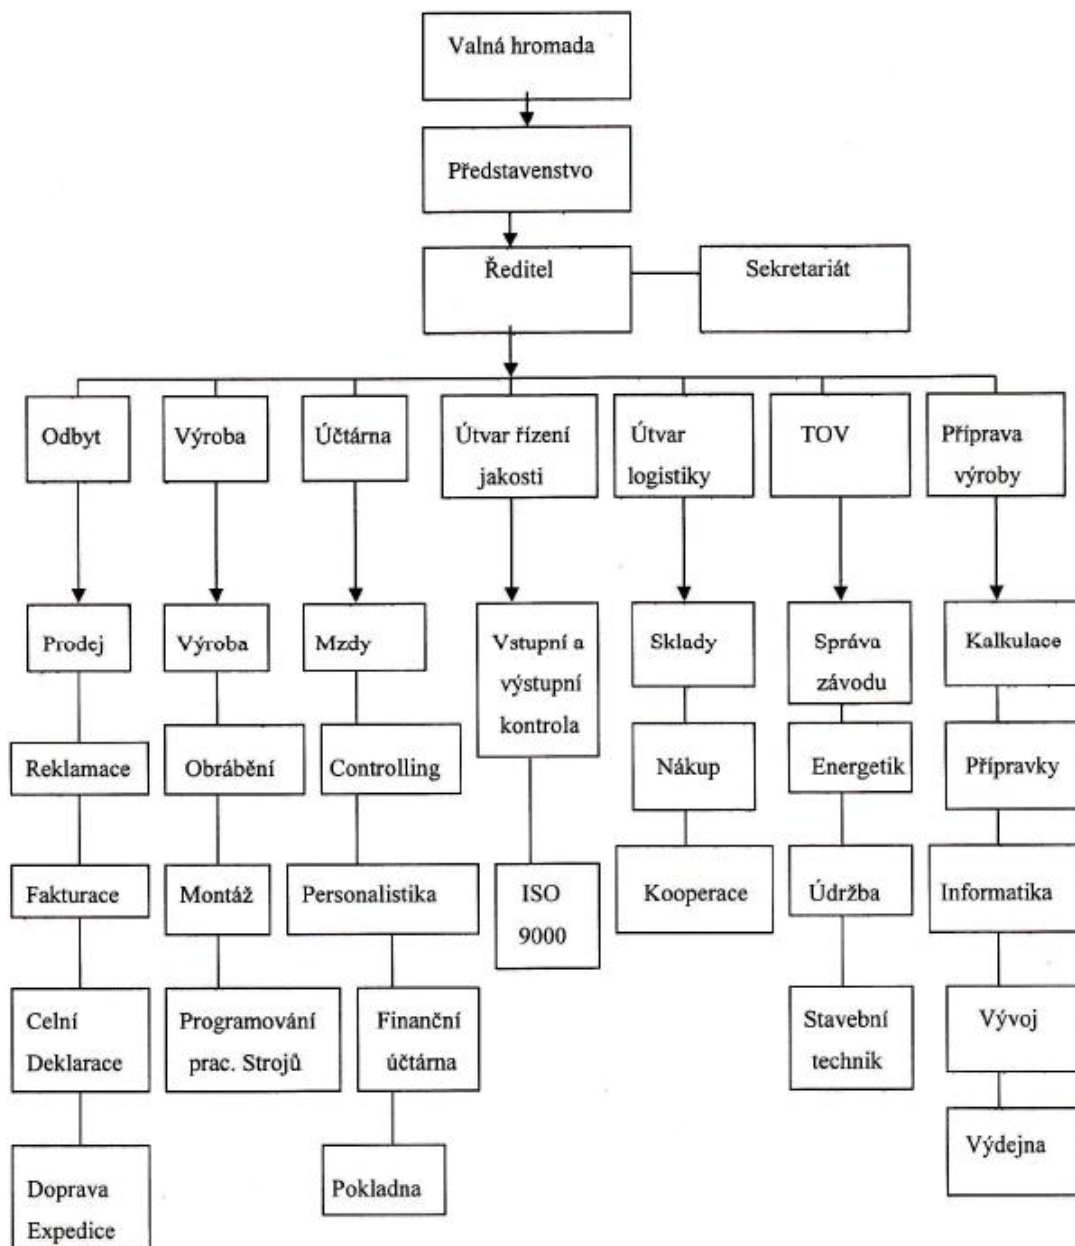 Valná hromada
Představenstvo
Ředitel
Sekretariát
Odbyt
Výroba
Účtárna
Útvar řízení
jakosti
Útvar
logistiky
TOV
Příprava
výroby
Prodej
Výroba
Mzdy
Vstupní a
výstupní
kontrola
Sklady
Správa
závodu
Kalkulace
Reklamace
Obrábění
Controlling
Nákup
Energetik
Přípravky
Fakturace
Montáž
Personalistika
ISO
9000
Kooperace
Údržba
Informatika
Celní
Deklarace
Programování
prac. Strojů
Finanční
účtárna
Stavební
technik
Vývoj
Doprava
Expedice
Pokladna
Výdejna